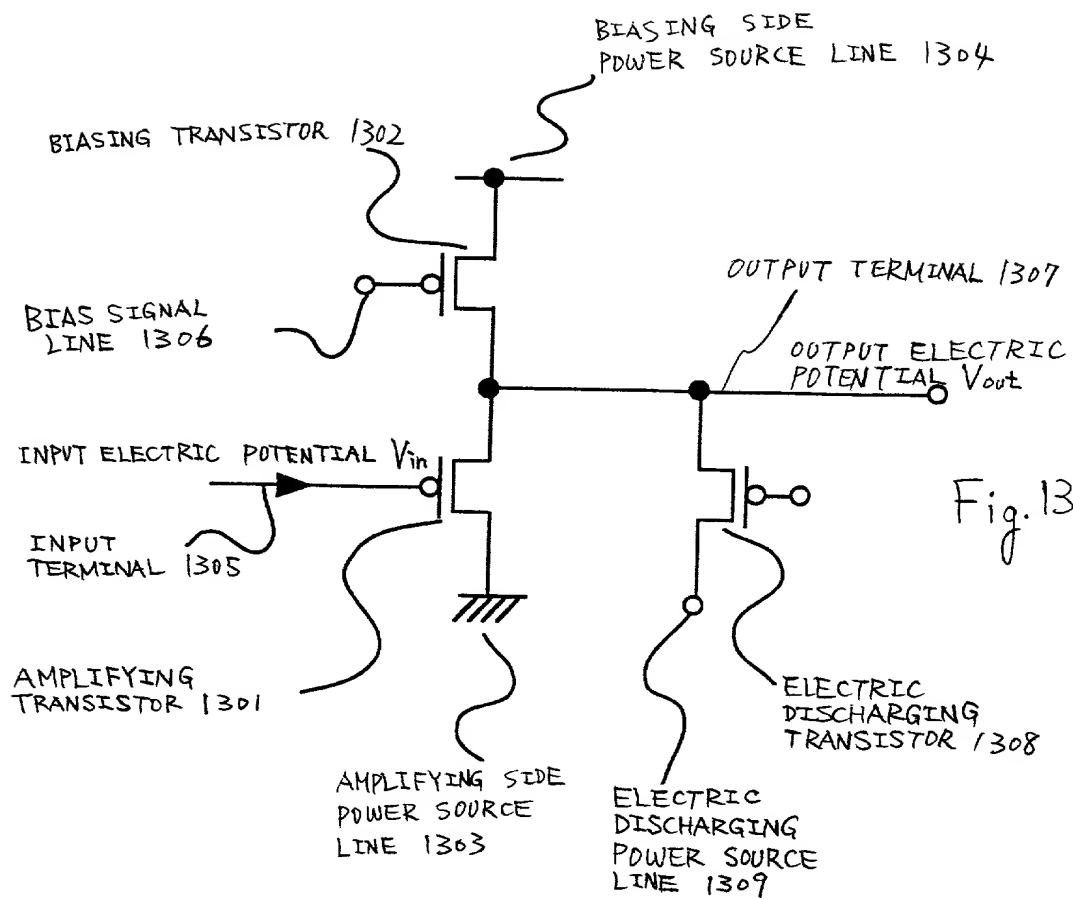 BIASING SIDE
POWER SOURCE LINE 1304
BIASING TRANSISTOR 1302
OUTPUT TERMINAL 1307
BIAS SIGNAL
LINE 1306
OUTPUT ELECTRIC
POTENTIAL Vout
INPUT ELECTRIC POTENTIAL Vin
Fig.13
INPUT
TERMINAL 1305
AMPLIFYING
TRANSISTOR 1301
ELECTRIC
DISCHARGING
TRANSISTOR 1308
AMPLIFYING SIDE
POWER SOURCE
LINE 1303
ELECTRIC
DISCHARGING
POWER SOURCE
LINE 1309